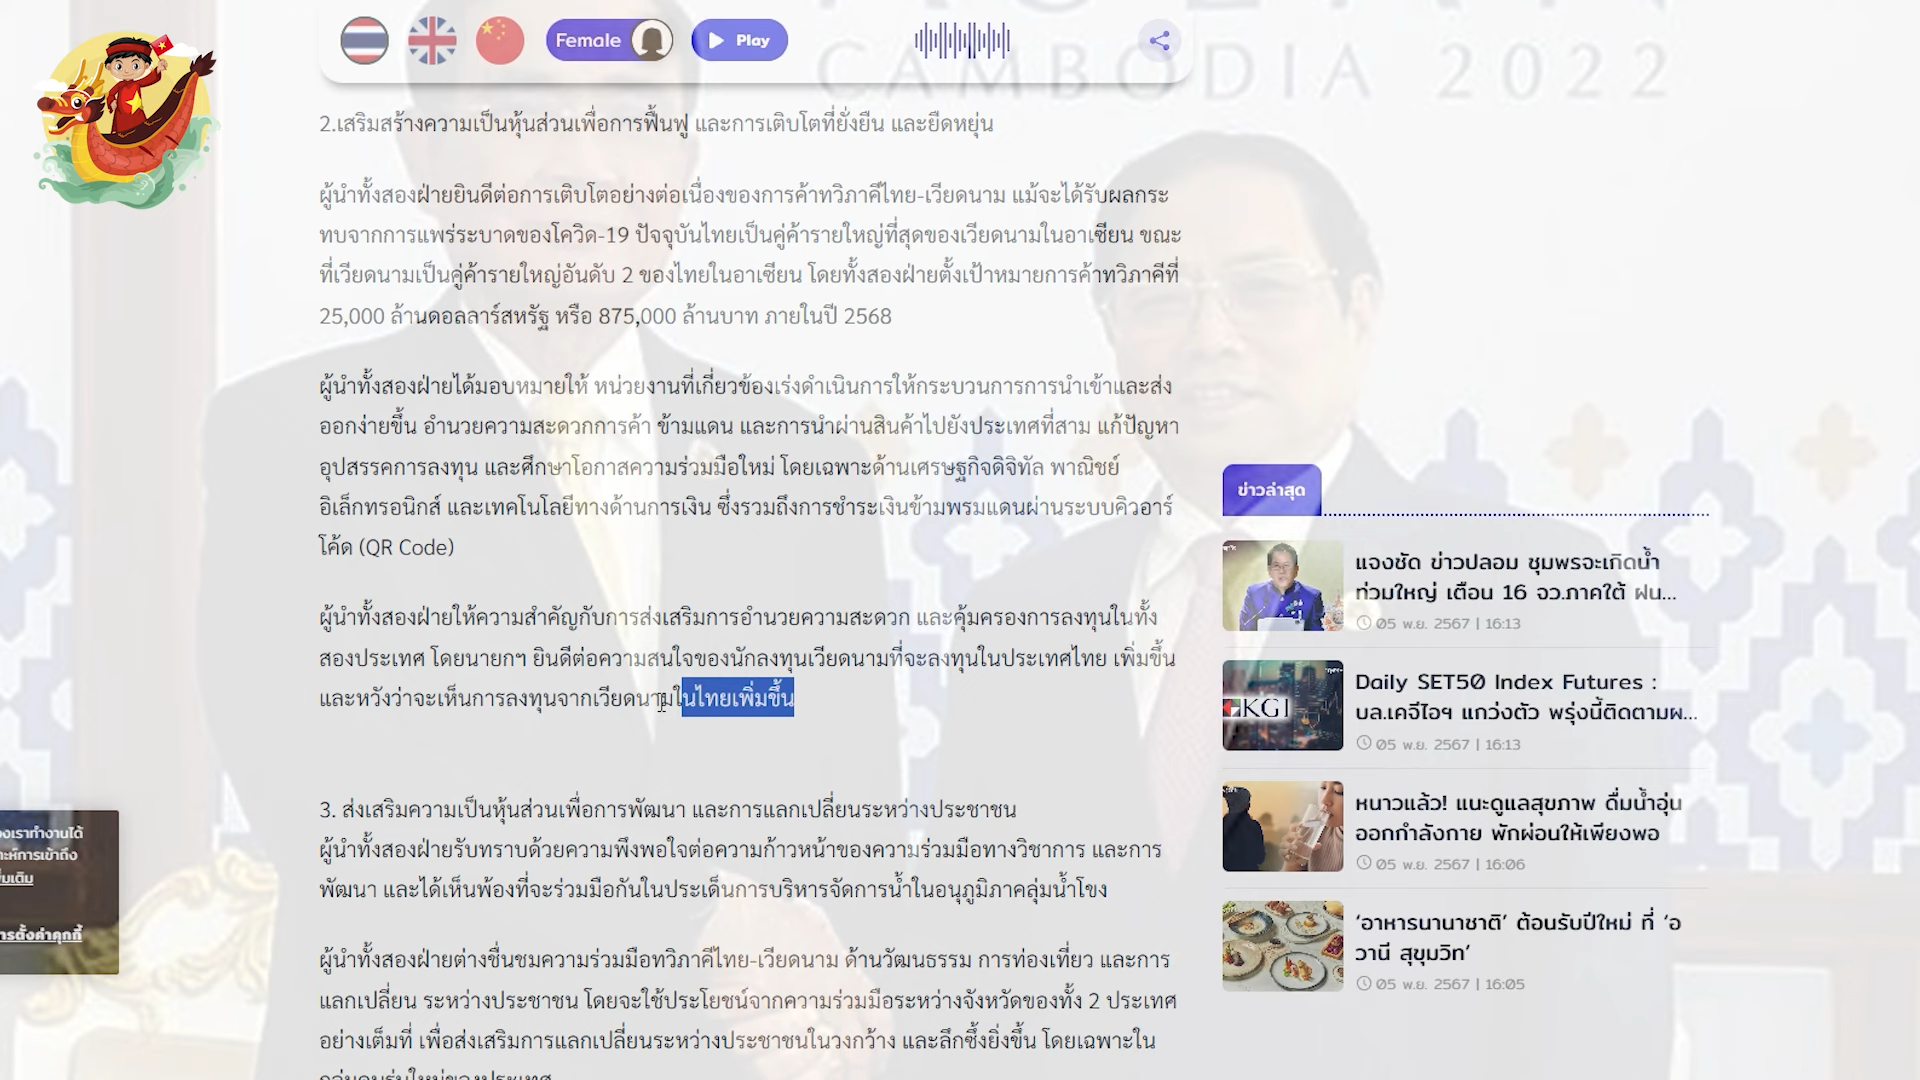 ASEAN
CAMBODIA 2022
Female
Play
2.เสริมสร้างความเป็นหุ้นส่วนเพื่อการฟื้นฟู และการเติบโตที่ยั่งยืน และยืดหยุ่น
ผู้นำทั้งสองฝ่ายยินดีต่อการเติบโตอย่างต่อเนื่องของการค้าทวิภาคีไทย-เวียดนาม แม้จะได้รับผลกระ
ทบจากการแพร่ระบาดของโควิด-19 ปัจจุบันไทยเป็นคู่ค้ารายใหญ่ที่สุดของเวียดนามในอาเซียน ขณะ
ที่เวียดนามเป็นคู่ค้ารายใหญ่อันดับ 2 ของไทยในอาเซียน โดยทั้งสองฝ่ายตั้งเป้าหมายการค้าทวิภาคีที่
25,000 ล้านดอลลาร์สหรัฐ หรือ 875,000 ล้านบาท ภายในปี 2568
ผู้นำทั้งสองฝ่ายได้มอบหมายให้ หน่วยงานที่เกี่ยวข้องเร่งดำเนินการให้กระบวนการการนำเข้าและส่ง
ออกง่ายขึ้น อำนวยความสะดวกการค้า ข้ามแดน และการนำผ่านสินค้าไปยังประเทศที่สาม แก้ปัญหา
อุปสรรคการลงทุน และศึกษาโอกาสความร่วมมือใหม่ โดยเฉพาะด้านเศรษฐกิจดิจิทัล พาณิชย์
อิเล็กทรอนิกส์ และเทคโนโลยีทางด้านการเงิน ซึ่งรวมถึงการชำระเงินข้ามพรมแดนผ่านระบบคิวอาร์
โค้ด (QR Code)
ผู้นำทั้งสองฝ่ายให้ความสำคัญกับการส่งเสริมการอำนวยความสะดวก และคุ้มครองการลงทุนในทั้ง
สองประเทศ โดยนายกฯ ยินดีต่อความสนใจของนักลงทุนเวียดนามที่จะลงทุนในประเทศไทย เพิ่มขึ้น
และหวังว่าจะเห็นการลงทุนจากเวียดนามในไทยเพิ่มขึ้น
3. ส่งเสริมความเป็นหุ้นส่วนเพื่อการพัฒนา และการแลกเปลี่ยนระหว่างประชาชน
ผู้นำทั้งสองฝ่ายรับทราบด้วยความพึงพอใจต่อความก้าวหน้าของความร่วมมือทางวิชาการ และการ
พัฒนา และได้เห็นพ้องที่จะร่วมมือกันในประเด็นการบริหารจัดการน้ำในอนุภูมิภาคลุ่มน้ำโขง
ผู้นำทั้งสองฝ่ายต่างชื่นชมความร่วมมือทวิภาคีไทย-เวียดนาม ด้านวัฒนธรรม การท่องเที่ยว และการ
แลกเปลี่ยน ระหว่างประชาชน โดยจะใช้ประโยชน์จากความร่วมมือระหว่างจังหวัดของทั้ง 2 ประเทศ
อย่างเต็มที่ เพื่อส่งเสริมการแลกเปลี่ยนระหว่างประชาชนในวงกว้าง และลึกซึ้งยิ่งขึ้น โดยเฉพาะใน
กลุ่มคนรุ่นใหม่ของประเทศ
องเราทำงานได้
าะห์การเข้าถึง
พิ่มเติม
ารตั้งค่าคุกกี้
ข่าวล่าสุด
แจงชัด ข่าวปลอม ชุมพรจะเกิดน้ำ
ท่วมใหญ่ เตือน 16 จว.ภาคใต้ ฝน...
05 พ.ย. 2567 | 16:13
KGI
Daily SET50 Index Futures :
บล.เคจีไอฯ แกว่งตัว พรุ่งนี้ติดตามผ...
05 พ.ย. 2567 | 16:13
หนาวแล้ว! แนะดูแลสุขภาพ ดื่มน้ำอุ่น
ออกกำลังกาย พักผ่อนให้เพียงพอ
05 พ.ย. 2567 | 16:06
‘อาหารนานาชาติ’ ต้อนรับปีใหม่ ที่ ‘อ
วานี สุขุมวิท’
05 พ.ย. 2567 | 16:05